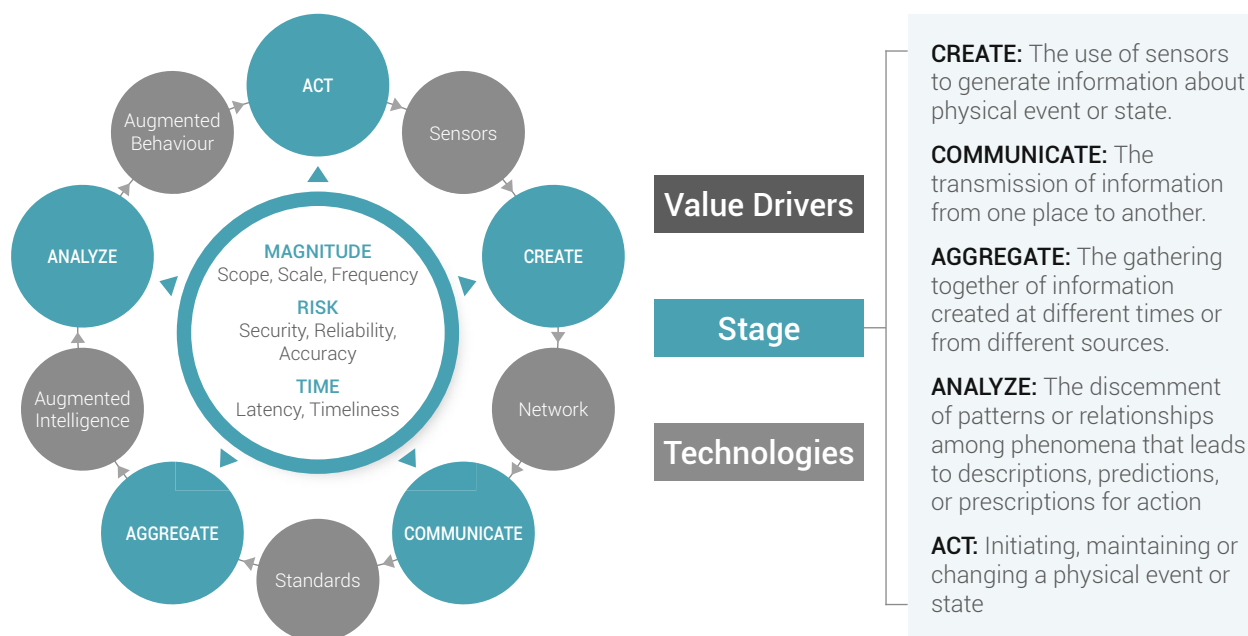 ACT
Sensors
CREATE
Network
COMMUNICATE
Standards
AGGREGATE
Augmented
Intelligence
ANALYZE
Augmented
Behaviour
MAGNITUDE
Scope, Scale, Frequency
RISK
Security, Reliability,
Accuracy
TIME
Latency, Timeliness
Value Drivers
Stage
Technologies
CREATE: The use of sensors
to generate information about
physical event or state.
COMMUNICATE: The
transmission of information
from one place to another.
AGGREGATE: The gathering
together of information
created at different times or
from different sources.
ANALYZE: The discemment
of patterns or relationships
among phenomena that leads
to descriptions, predictions,
or prescriptions for action
ACT: Initiating, maintaining or
changing a physical event or
state